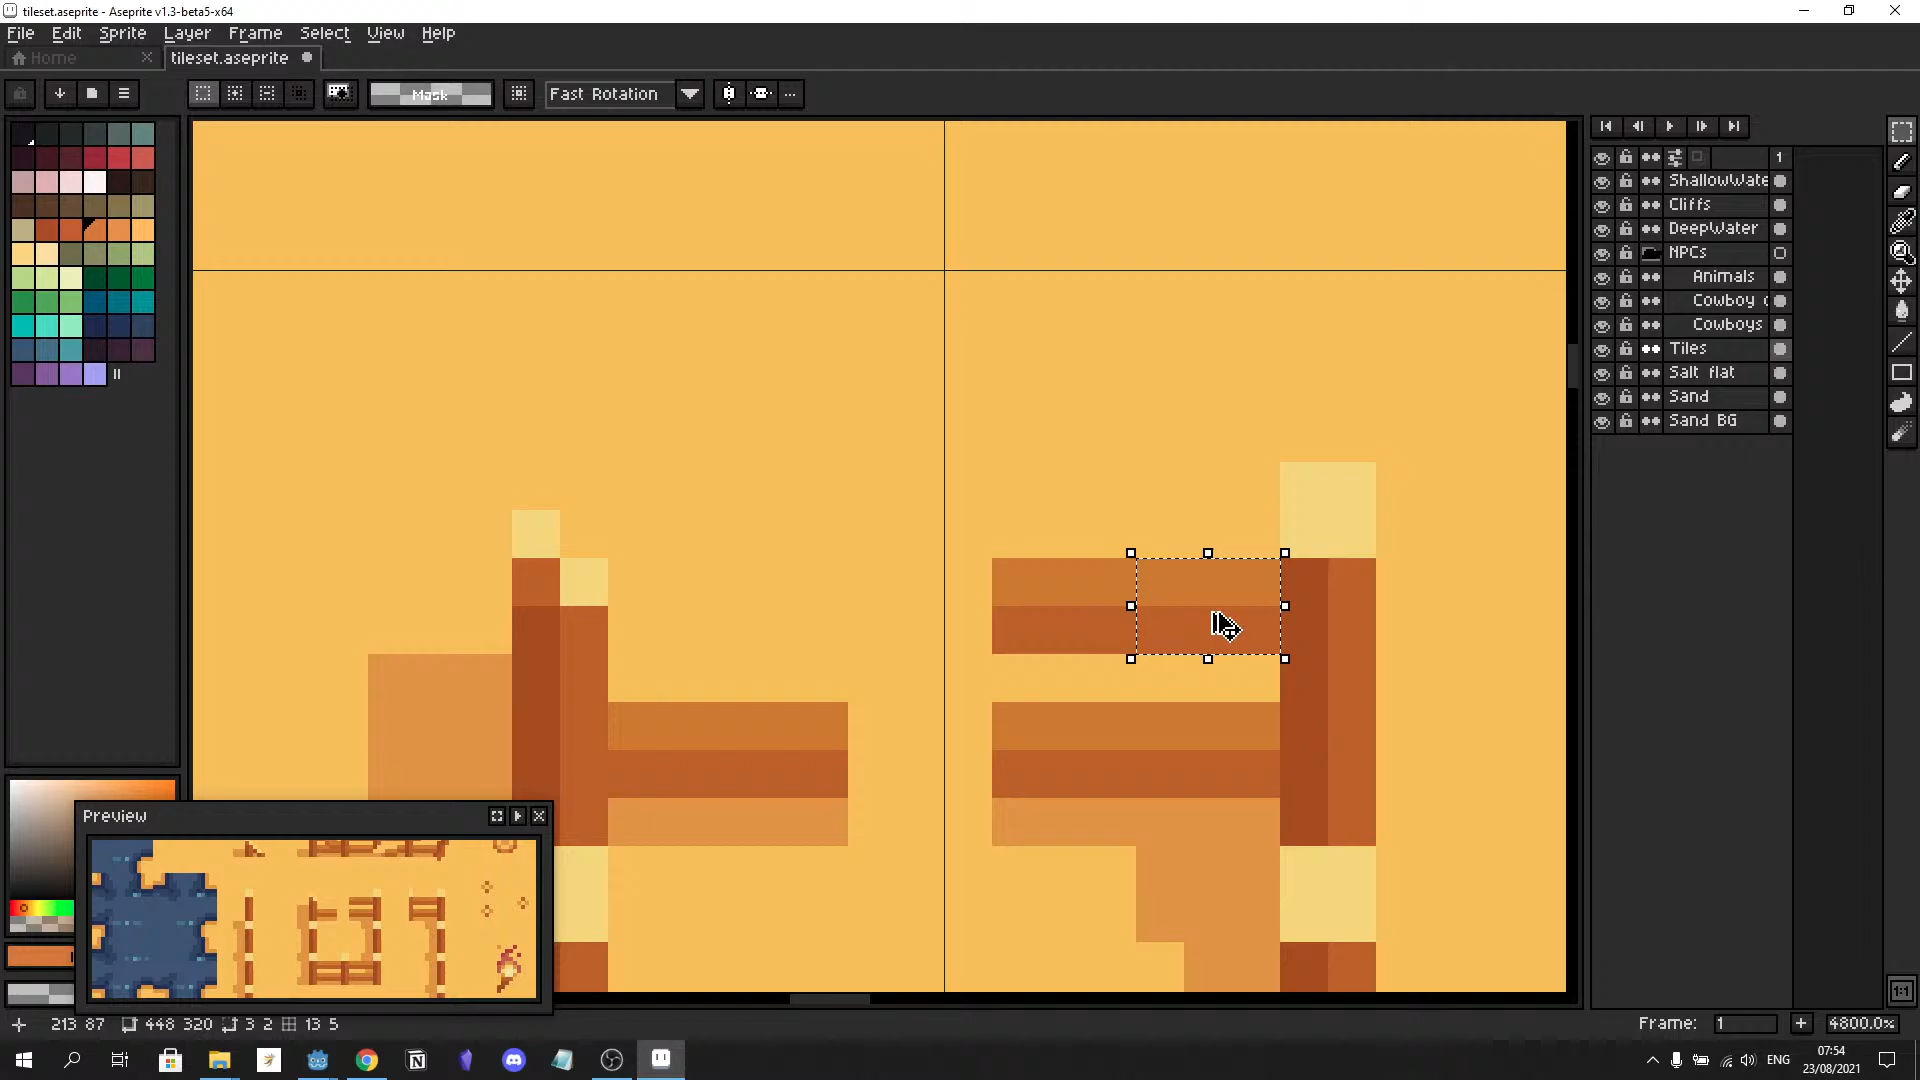 tileset.aseprite - Aseprite v1.3-beta5-x64
File Edit Sprite Layer Frame Select View Help
Home tileset.aseprite
Mask Fast Rotation ...
1
ShallowWate
Cliffs
DeepWater
NPCs
Animals
Cowboy
Cowboys
Tiles
Salt flat
Sand
Sand BG
Preview
1:1
213 87 448 320 3 2 13 5 Frame: 1 + 4800.0%
ENG 07:54
23/08/2021